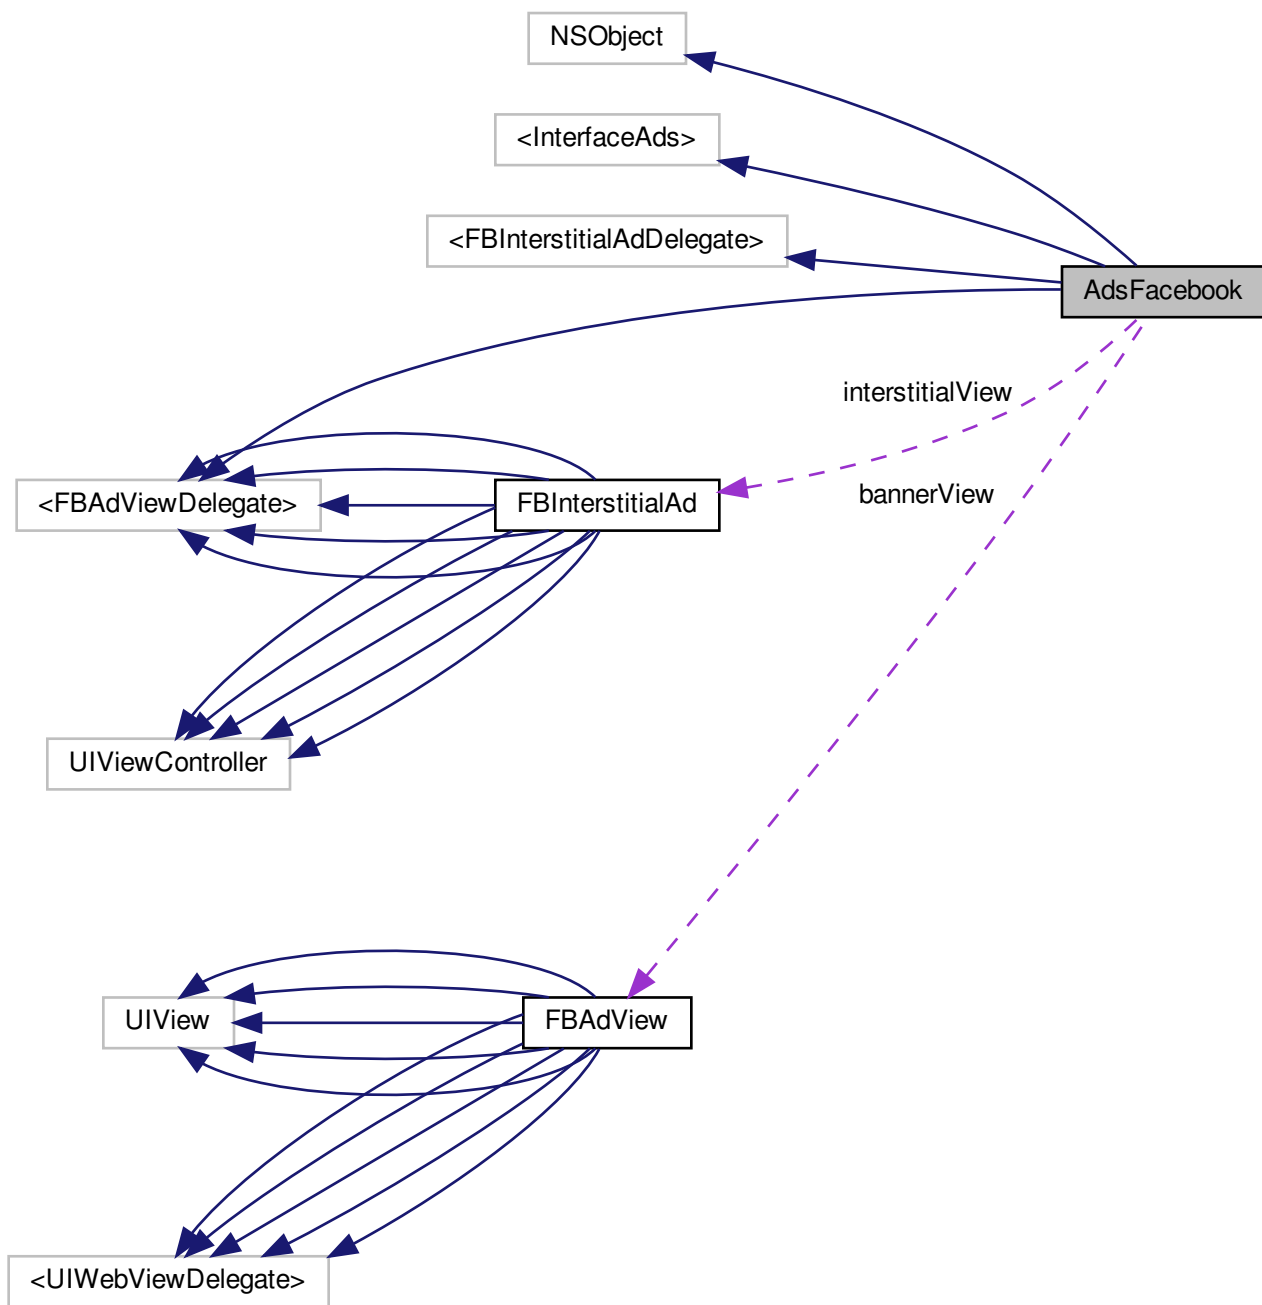 NSObject
<InterfaceAds>
<FBInterstitialAdDelegate>
AdsFacebook
interstitialView
bannerView
<FBAdViewDelegate>
FBInterstitialAd
UIViewController
UIView
FBAdView
<UIWebViewDelegate>